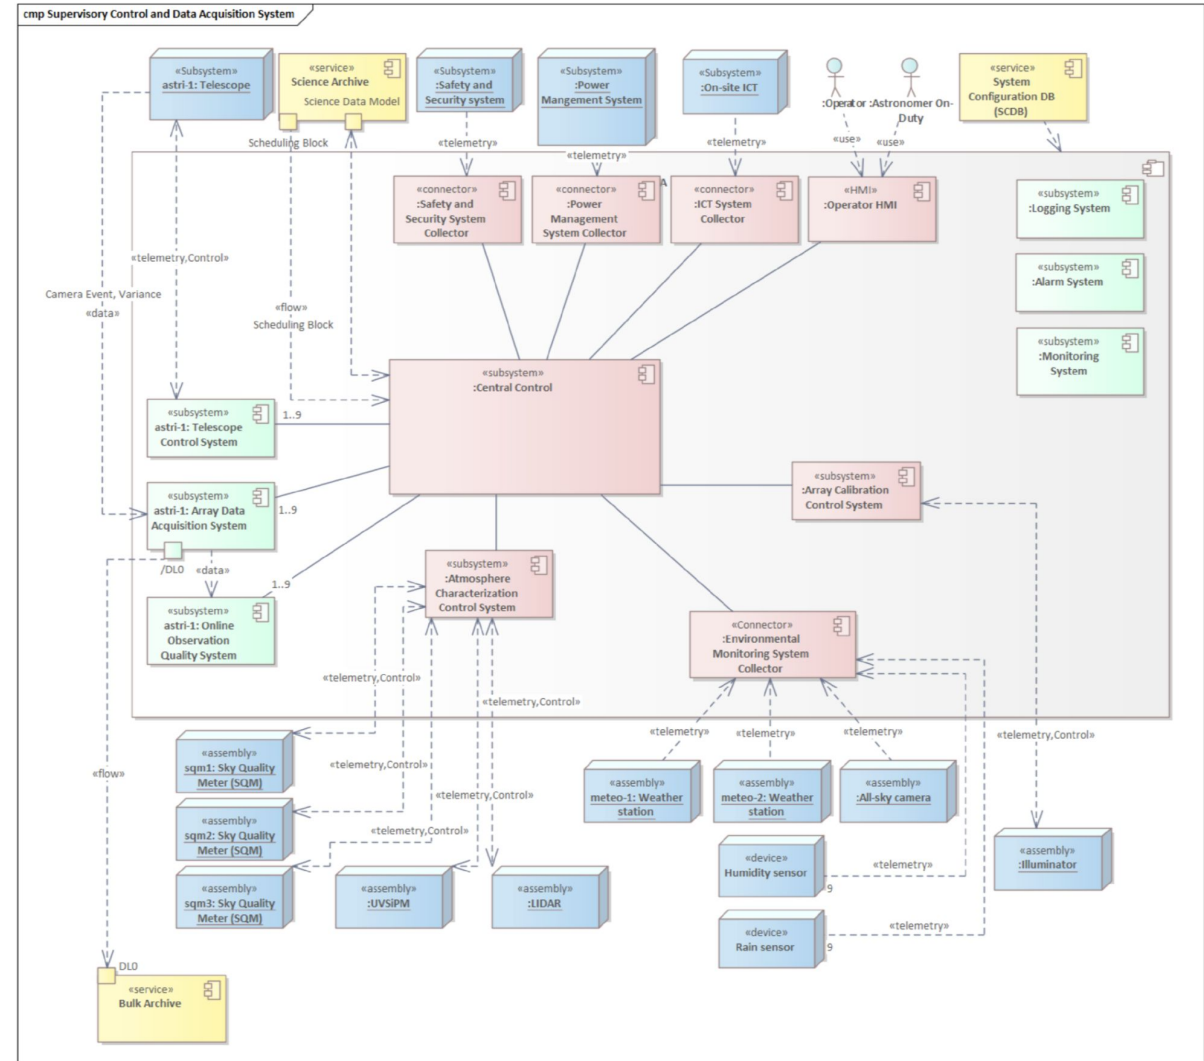 cmp Supervisory Control and Data Acquisition System
«Subsystem»
astri-1: Telescope
«service»
Science Archive
Science Data Model
Scheduling Block
«Subsystem»
:Safety and
Security system
«Subsystem»
:Power
Mangement System
«Subsystem»
:On-site ICT
:Operator
:Astronomer On-
Duty
«service»
System
Configuration DB
(SCDB)
«telemetry»
«telemetry»
«telemetry»
«use»
«use»
«connector»
:Safety and
Security System
Collector
«connector»
:Power
Management
System Collector
A
«connector»
:ICT System
Collector
«HMI»
:Operator HMI
«subsystem»
:Logging System
«subsystem»
:Alarm System
«subsystem»
:Monitoring
System
«telemetry,Control»
Camera Event, Variance
«data»
«flow»
Scheduling Block
«subsystem»
:Central Control
«subsystem»
astri-1: Telescope
Control System
1..9
«subsystem»
astri-1: Array Data
Acquisition System
1..9
/DL0
«data»
«subsystem»
astri-1: Online
Observation
Quality System
1..9
«subsystem»
:Array Calibration
Control System
«subsystem»
:Atmosphere
Characterization
Control System
«Connector»
:Environmental
Monitoring System
Collector
«telemetry,Control»
«telemetry,Control»
«telemetry,Control»
«telemetry,Control»
«telemetry,Control»
«telemetry»
«telemetry»
«telemetry»
«telemetry,Control»
«flow»
«assembly»
sqm1: Sky Quality
Meter (SQM)
«assembly»
sqm2: Sky Quality
Meter (SQM)
«assembly»
sqm3: Sky Quality
Meter (SQM)
«assembly»
:UVSiPM
«assembly»
:LIDAR
«assembly»
meteo-1: Weather
station
«assembly»
meteo-2: Weather
station
«assembly»
:All-sky camera
«device»
Humidity sensor
9
«telemetry»
«device»
Rain sensor
9
«telemetry»
«assembly»
:Illuminator
DL0
«service»
Bulk Archive